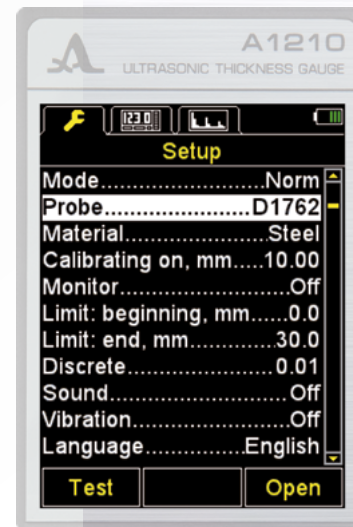 A1210
ULTRASONIC THICKNESS GAUGE
123.0
Setup
Mode..........................Norm
Probe.......................D1762
Material.......................Steel
Calibrating on, mm.....10.00
Monitor...........................Off
Limit: beginning, mm......0.0
Limit: end, mm..............30.0
Discrete.......................0.01
Sound.............................Off
Vibration.........................Off
Language.................English
Test
Open